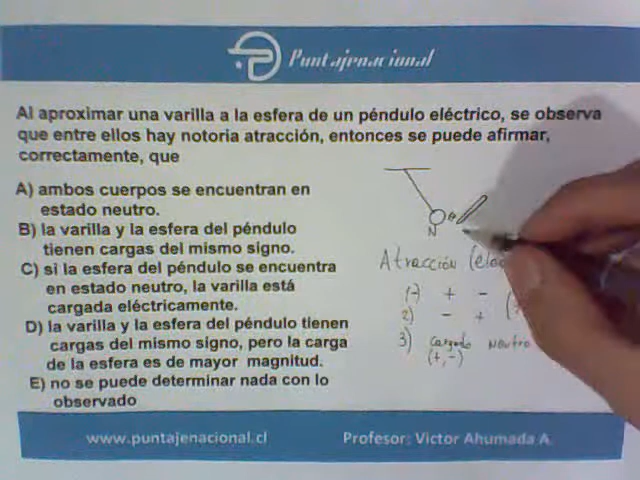 Puntajenacional
Al aproximar una varilla a la esfera de un péndulo eléctrico, se observa
que entre ellos hay notoria atracción, entonces se puede afirmar,
correctamente, que
A) ambos cuerpos se encuentran en
estado neutro.
B) la varilla y la esfera del péndulo
tienen cargas del mismo signo.
C) si la esfera del péndulo se encuentra
en estado neutro, la varilla está
cargada eléctricamente.
D) la varilla y la esfera del péndulo tienen
cargas del mismo signo, pero la carga
de la esfera es de mayor magnitud.
E) no se puede determinar nada con lo
observado
N
Atracción
+ -
2) - +
3) cargado neutro
(+,-)
www.puntajenacional.cl
Profesor: Victor Ahumada A.